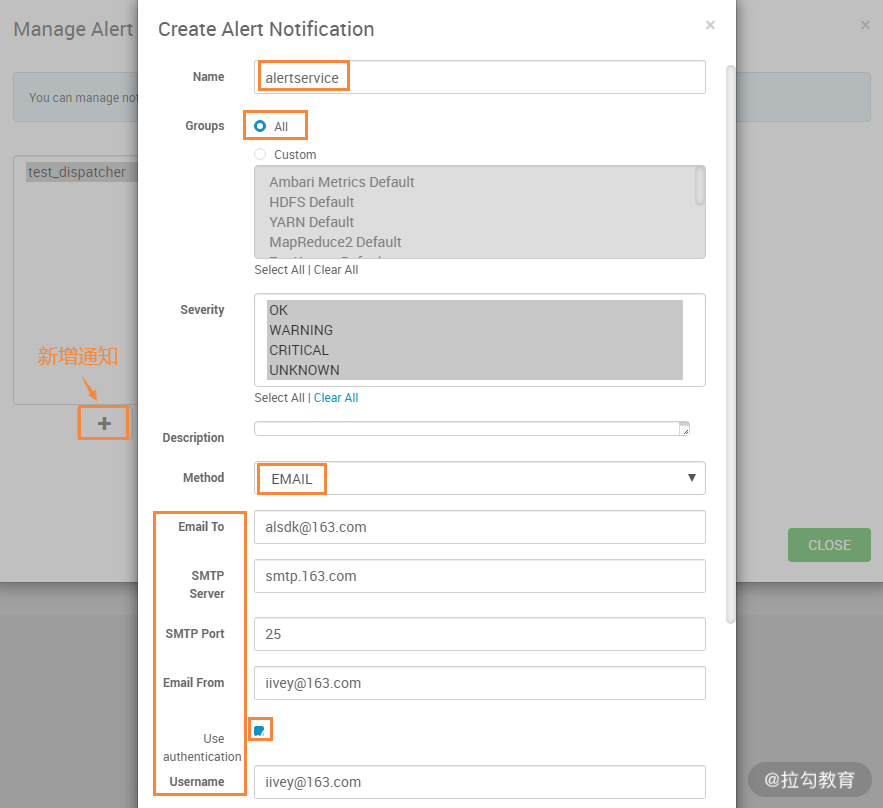 Manage Alert
×
Create Alert Notification
×
You can manage not
Name
alertservice
Groups
All
Custom
test_dispatcher
Ambari Metrics Default
HDFS Default
YARN Default
MapReduce2 Default
Select All | Clear All
Severity
OK
WARNING
CRITICAL
UNKNOWN
Select All | Clear All
新增通知
+
Description
Method
EMAIL
Email To
alsdk@163.com
CLOSE
SMTP
Server
smtp.163.com
SMTP Port
25
Email From
iivey@163.com
Use
authentication
Username
iivey@163.com
@拉勾教育